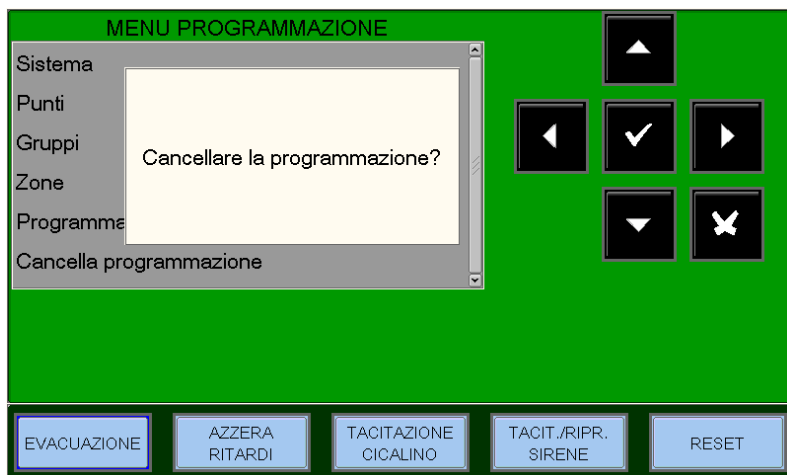 MENU PROGRAMMAZIONE
Sistema
Punti
Gruppi
Zone
Programma
Cancella programmazione
Cancellare la programmazione?
EVACUAZIONE
AZZERA
RITARDI
TACITAZIONE
CICALINO
TACIT./RIPR.
SIRENE
RESET